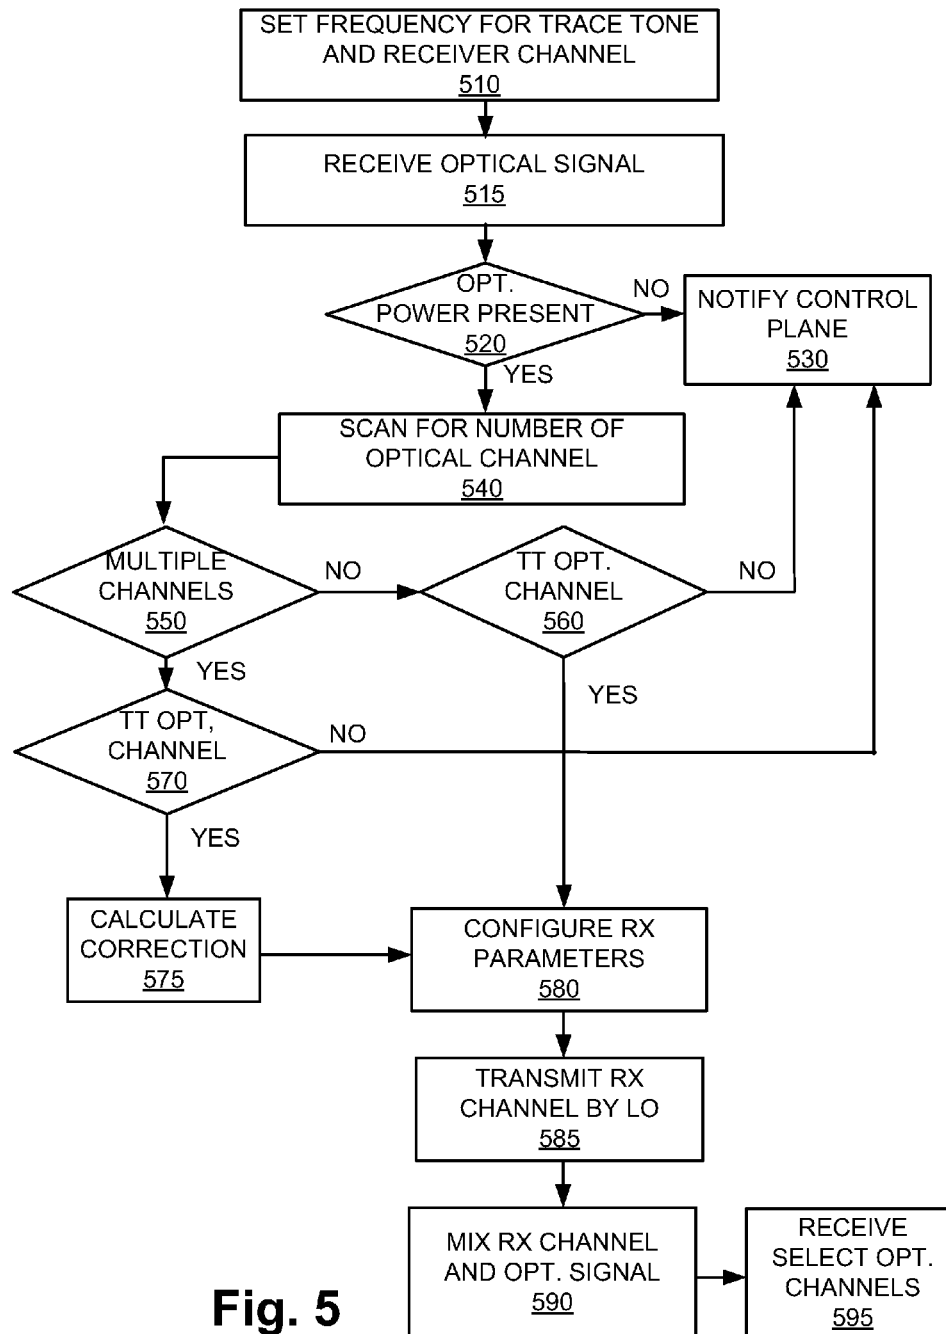 SET FREQUENCY FOR TRACE TONE
AND RECEIVER CHANNEL
510
RECEIVE OPTICAL SIGNAL
515
OPT.
POWER PRESENT
520
NO
NOTIFY CONTROL
PLANE
530
YES
SCAN FOR NUMBER OF
OPTICAL CHANNEL
540
MULTIPLE
CHANNELS
550
NO
TT OPT.
CHANNEL
560
NO
YES
YES
TT OPT,
CHANNEL
570
NO
YES
CALCULATE
CORRECTION
575
CONFIGURE RX
PARAMETERS
580
TRANSMIT RX
CHANNEL BY LO
585
MIX RX CHANNEL
AND OPT. SIGNAL
590
RECEIVE
SELECT OPT.
CHANNELS
595
Fig. 5